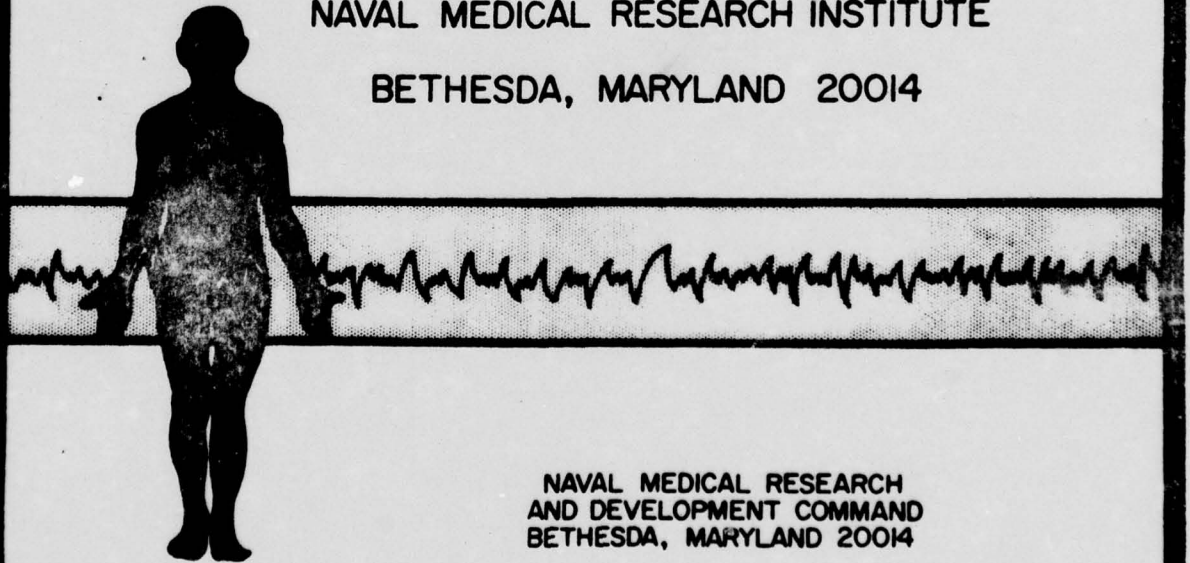 NAVAL MEDICAL RESEARCH INSTITUTE
BETHESDA, MARYLAND 20014
NAVAL MEDICAL RESEARCH
AND DEVELOPMENT COMMAND
BETHESDA, MARYLAND 20014